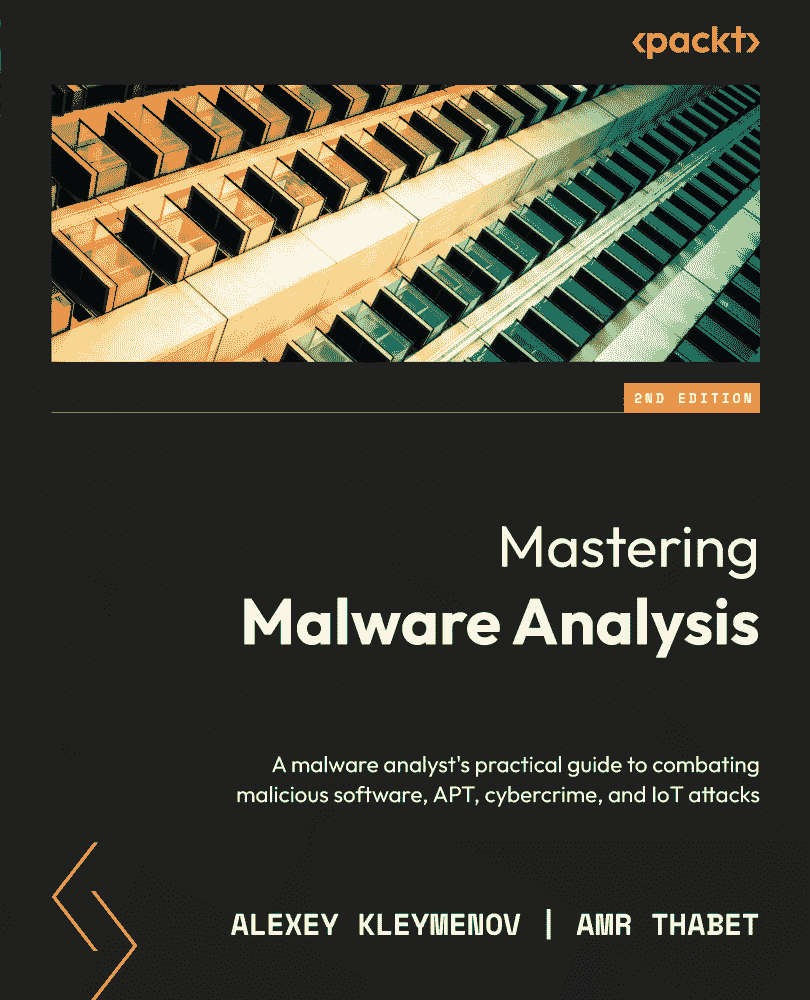 <packt>
2ND EDITION
Mastering
Malware Analysis
A malware analyst's practical guide to combating
malicious software, APT, cybercrime, and IoT attacks
ALEXEY KLEYMENOV | AMR THABET